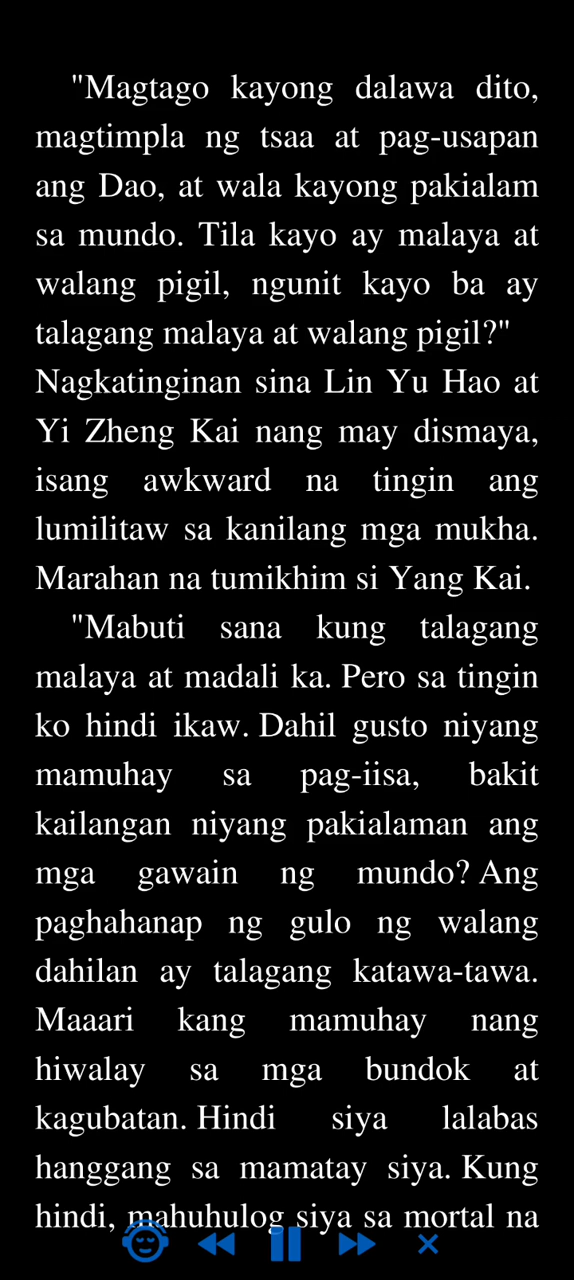 "Magtago kayong dalawa dito,
magtimpla ng tsaa at pag-usapan
ang Dao, at wala kayong pakialam
sa mundo. Tila kayo ay malaya at
walang pigil, ngunit kayo ba ay
talagang malaya at walang pigil?"
Nagkatinginan sina Lin Yu Hao at
Yi Zheng Kai nang may dismaya,
isang awkward na tingin ang
lumilitaw sa kanilang mga mukha.
Marahan na tumikhim si Yang Kai.
"Mabuti sana kung talagang
malaya at madali ka. Pero sa tingin
ko hindi ikaw. Dahil gusto niyang
mamuhay sa pag-iisa, bakit
kailangan niyang pakialaman ang
mga gawain ng mundo? Ang
paghahanap ng gulo ng walang
dahilan ay talagang katawa-tawa.
Maaari kang mamuhay nang
hiwalay sa mga bundok at
kagubatan. Hindi siya lalabas
hanggang sa mamatay siya. Kung
hindi, mahuhulog siya sa mortal na